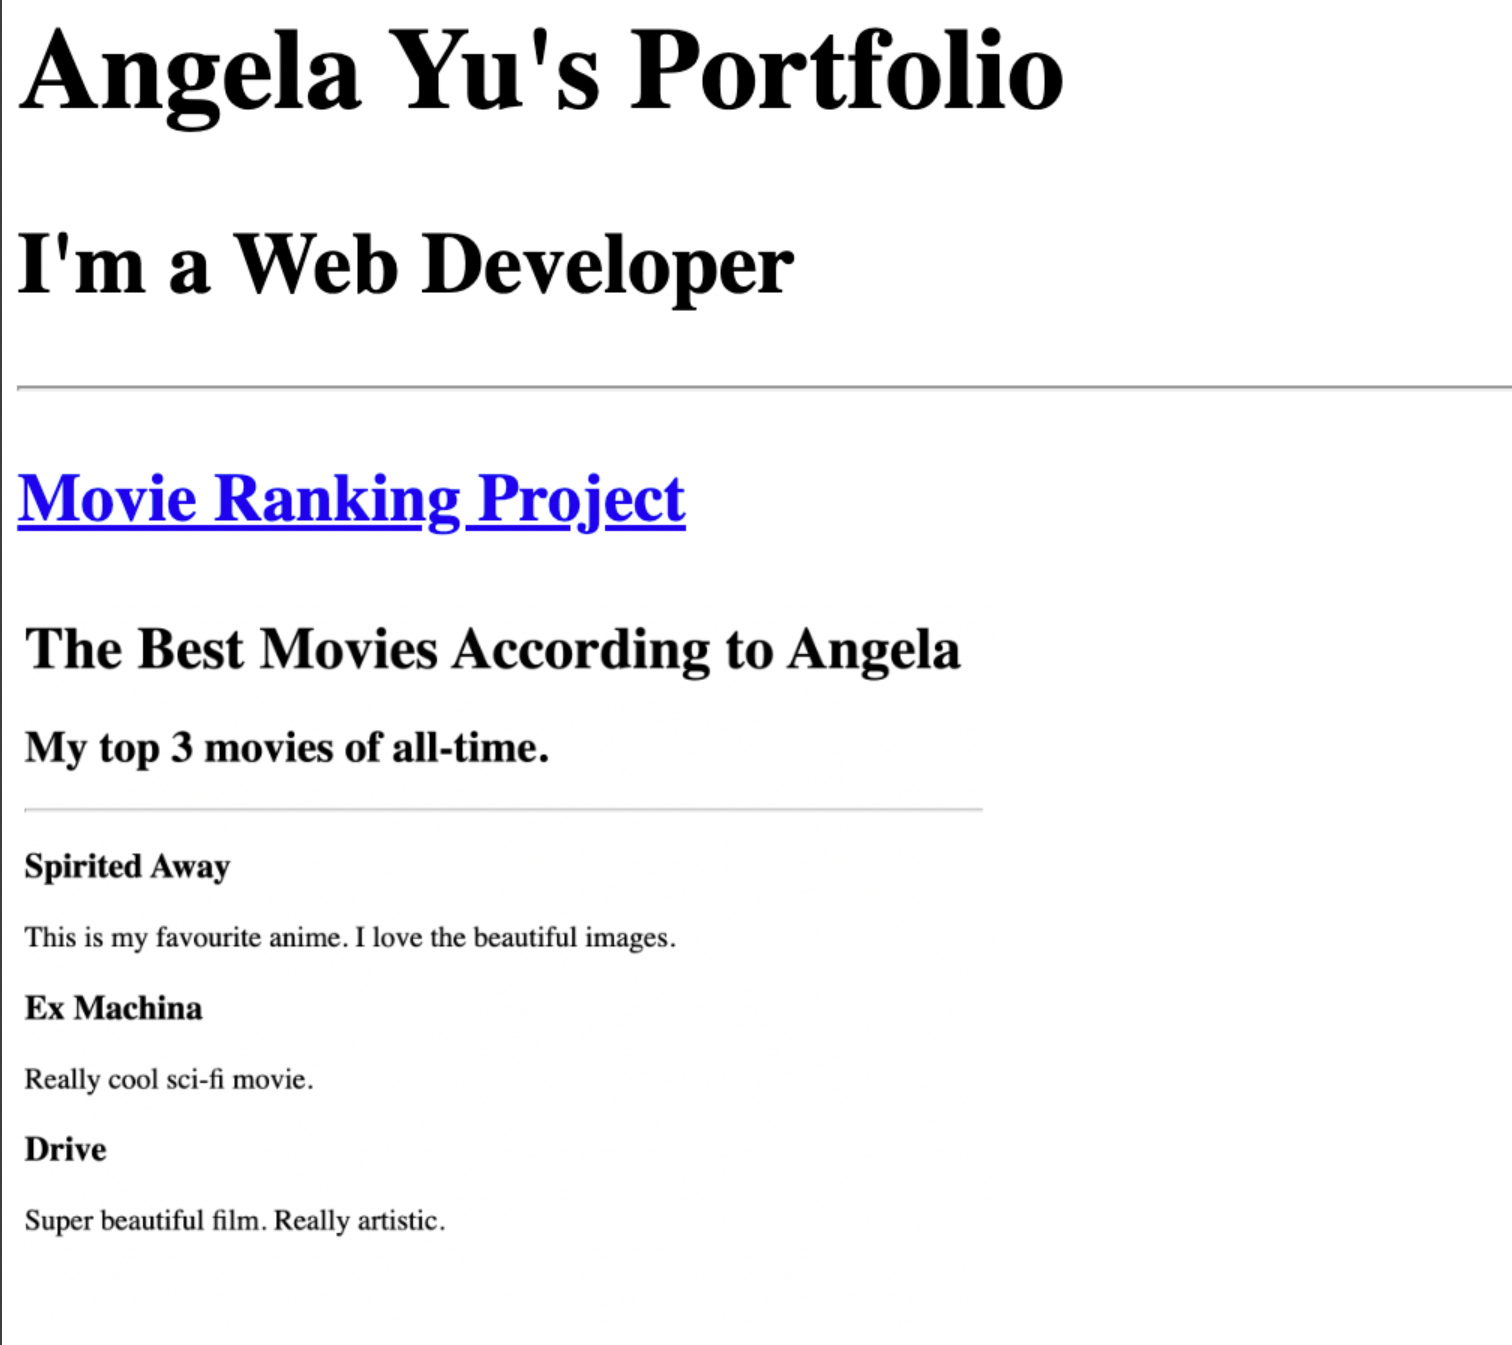 Angela Yu's Portfolio
I'm a Web Developer
Movie Ranking Project
The Best Movies According to Angela
My top 3 movies of all-time.
Spirited Away
This is my favourite anime. I love the beautiful images.
Ex Machina
Really cool sci-fi movie.
Drive
Super beautiful film. Really artistic.